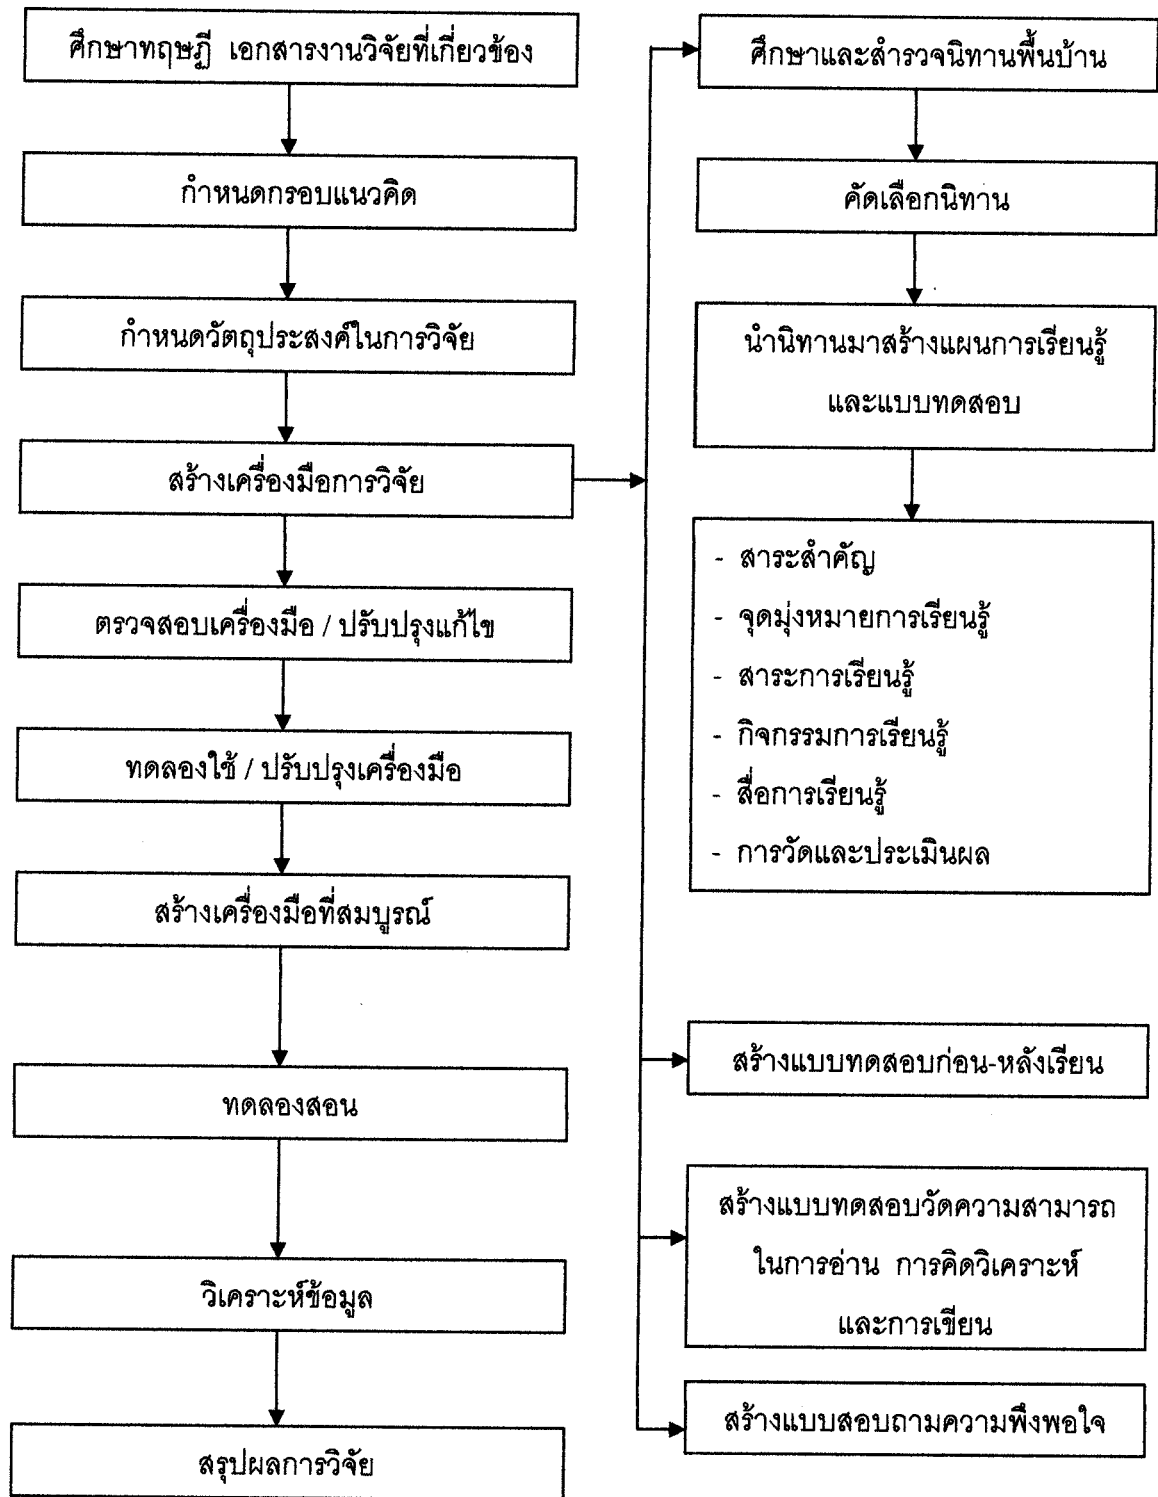 ศึกษาทฤษฎี เอกสารงานวิจัยที่เกี่ยวข้อง
กำหนดกรอบแนวคิด
กำหนดวัตถุประสงค์ในการวิจัย
สร้างเครื่องมือการวิจัย
ตรวจสอบเครื่องมือ / ปรับปรุงแก้ไข
ทดลองใช้ / ปรับปรุงเครื่องมือ
สร้างเครื่องมือที่สมบูรณ์
ทดลองสอน
วิเคราะห์ข้อมูล
สรุปผลการวิจัย
ศึกษาและสำรวจนิทานพื้นบ้าน
คัดเลือกนิทาน
นำนิทานมาสร้างแผนการเรียนรู้
และแบบทดสอบ
- สาระสำคัญ
- จุดมุ่งหมายการเรียนรู้
- สาระการเรียนรู้
- กิจกรรมการเรียนรู้
- สื่อการเรียนรู้
- การวัดและประเมินผล
สร้างแบบทดสอบก่อน-หลังเรียน
สร้างแบบทดสอบวัดความสามารถ
ในการอ่าน การคิดวิเคราะห์
และการเขียน
สร้างแบบสอบถามความพึงพอใจ